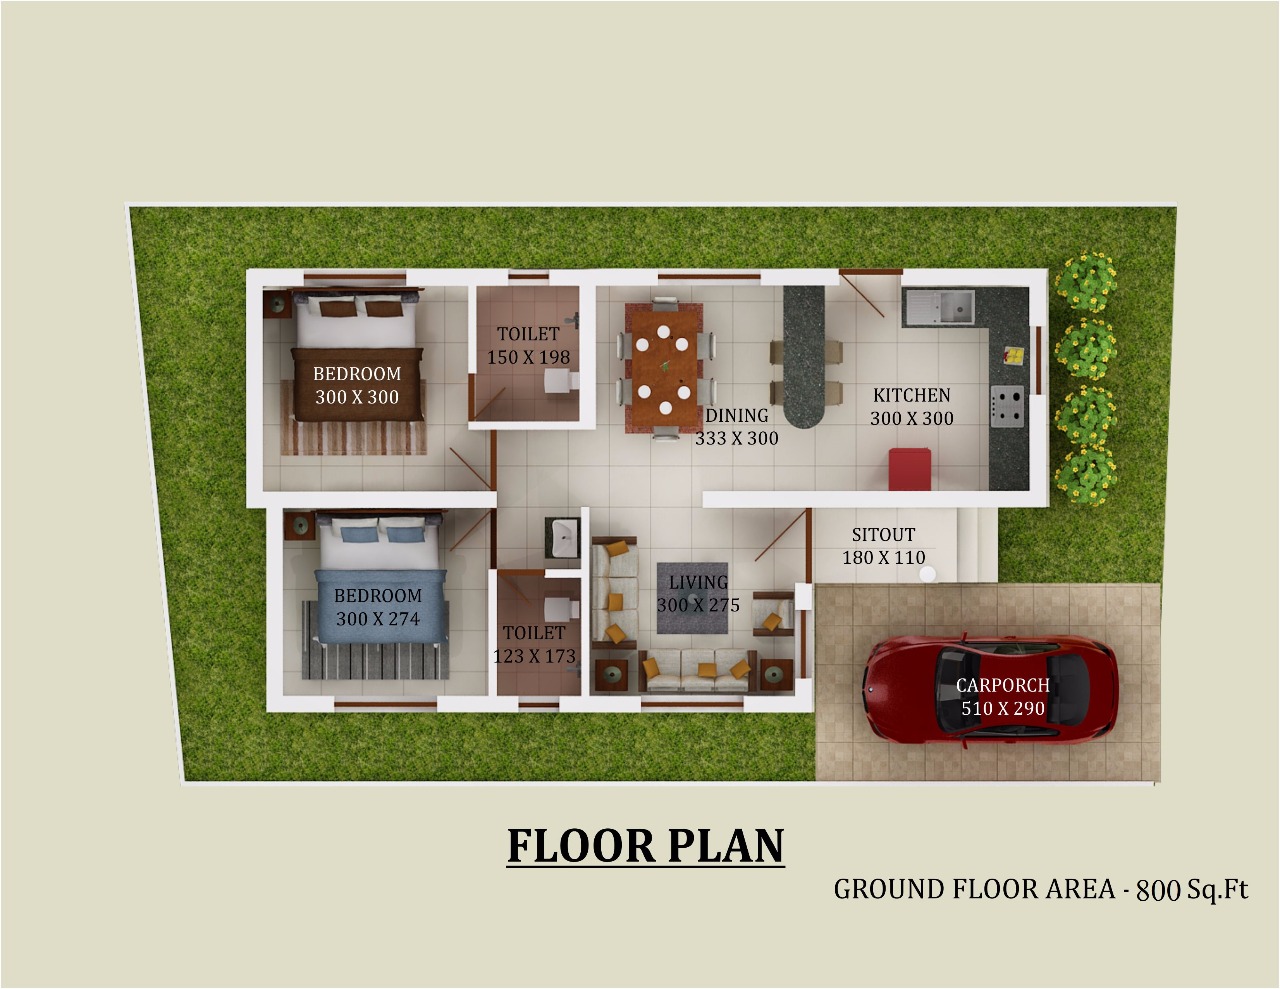 TOILET
150 X 198
BEDROOM
300 X 300
DINING
333 X 300
KITCHEN
300 X 300
SITOUT
180 X 110
BEDROOM
300 X 274
TOILET
123 X 173
LIVING
300 X 275
CARPORCH
510 X 290
FLOOR PLAN
GROUND FLOOR AREA - 800 Sq.Ft